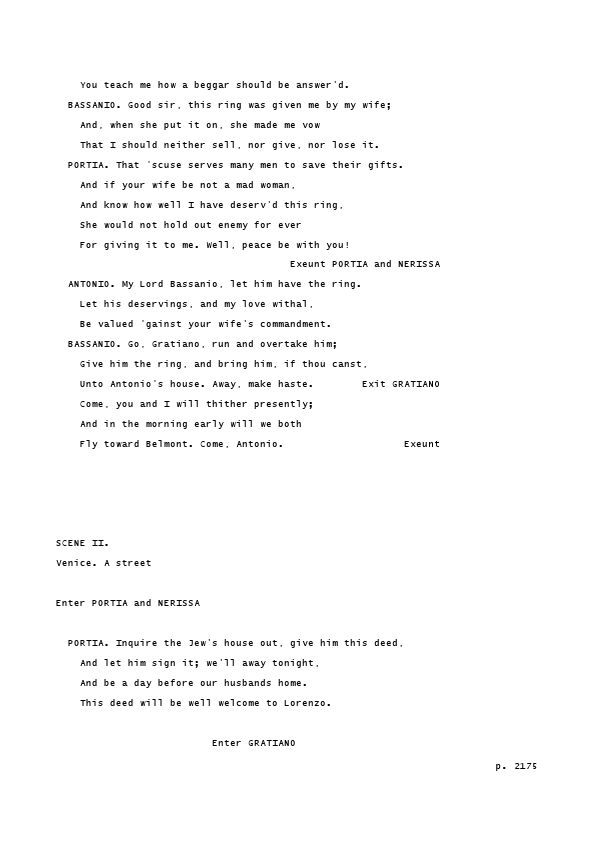 You teach me how a beggar should be answer'd.
BASSANIO. Good sir, this ring was given me by my wife;
And, when she put it on, she made me vow
That I should neither sell, nor give, nor lose it.
PORTIA. That 'scuse serves many men to save their gifts.
And if your wife be not a mad woman,
And know how well I have deserv'd this ring,
She would not hold out enemy for ever
For giving it to me. Well, peace be with you!
Exeunt PORTIA and NERISSA
ANTONIO. My Lord Bassanio, let him have the ring.
Let his deservings, and my love withal,
Be valued 'gainst your wife's commandment.
BASSANIO. Go, Gratiano, run and overtake him;
Give him the ring, and bring him, if thou canst,
Unto Antonio's house. Away, make haste. Exit GRATIANO
Come, you and I will thither presently;
And in the morning early will we both
Fly toward Belmont. Come, Antonio. Exeunt
SCENE II.
Venice. A street
Enter PORTIA and NERISSA
PORTIA. Inquire the Jew's house out, give him this deed,
And let him sign it; we'll away tonight,
And be a day before our husbands home.
This deed will be well welcome to Lorenzo.
Enter GRATIANO
p. 2175